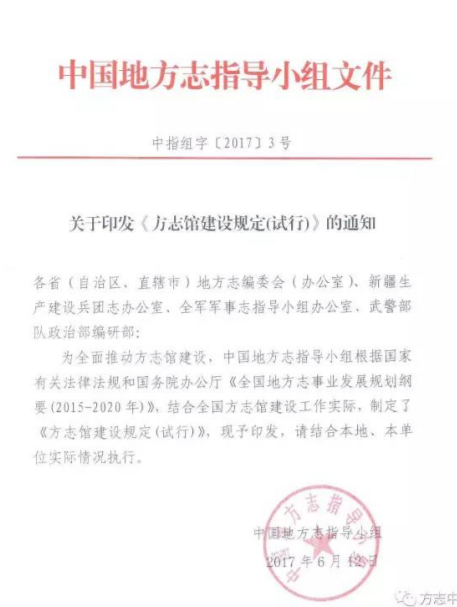 中国地方志指导小组文件
中指组字〔2017〕3号
关于印发《方志馆建设规定(试行)》的通知
各省（自治区、直辖市）地方志编委会（办公室）、新疆生
产建设兵团志办公室、全军军事志指导小组办公室、武警部
队政治部编研部：
为全面推动方志馆建设，中国地方志指导小组根据国家
有关法律法规和国务院办公厅《全国地方志事业发展规划纲
要(2015-2020年)》，结合全国方志馆建设工作实际，制定了
《方志馆建设规定(试行)》，现予印发，请结合本地、本单
位实际情况执行。
中国地方志指导小组
中国地方志指导小组
2017年6月12日
方志中